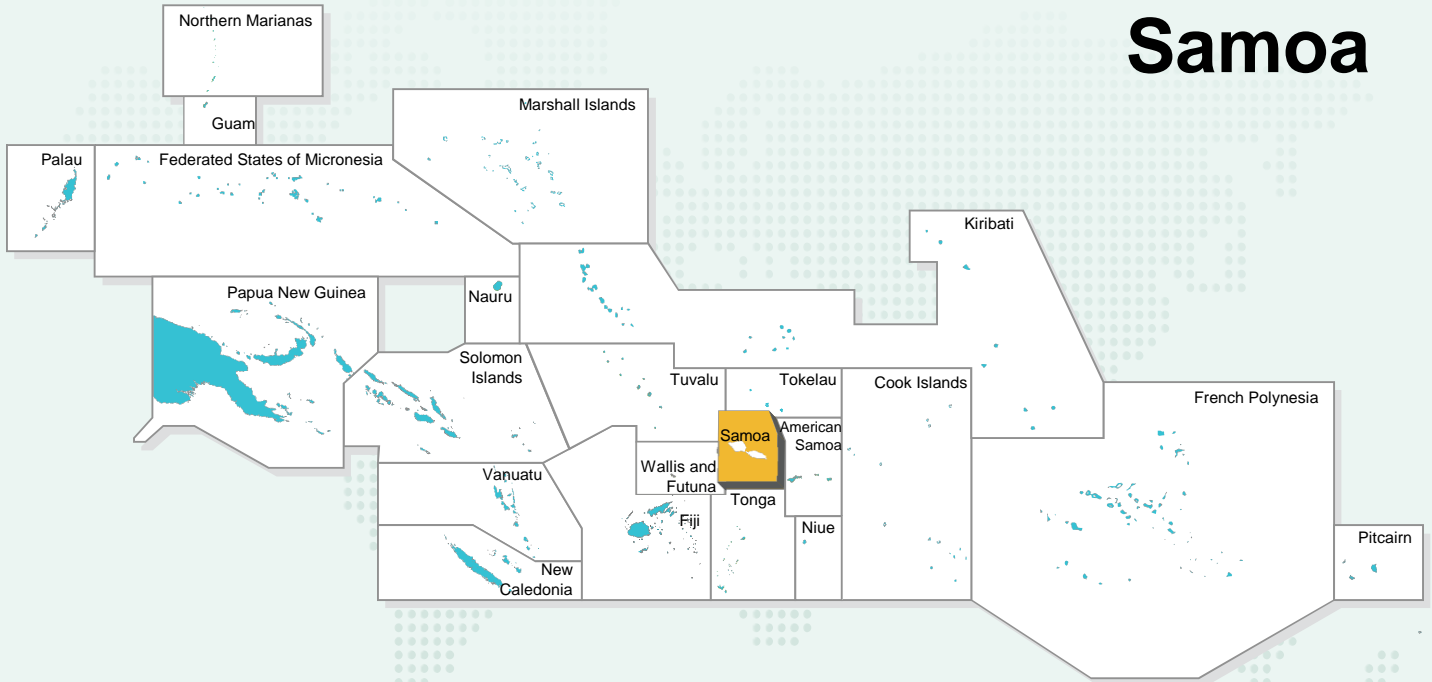 Samoa
Northern Marianas
Marshall Islands
Guam
Palau
Federated States of Micronesia
Kiribati
Papua New Guinea
Nauru
Solomon
Islands
Tuvalu
Tokelau
Cook Islands
French Polynesia
Samoa
American
Samoa
Wallis and
Futuna
Vanuatu
Tonga
Fiji
Niue
Pitcairn
New
Caledonia